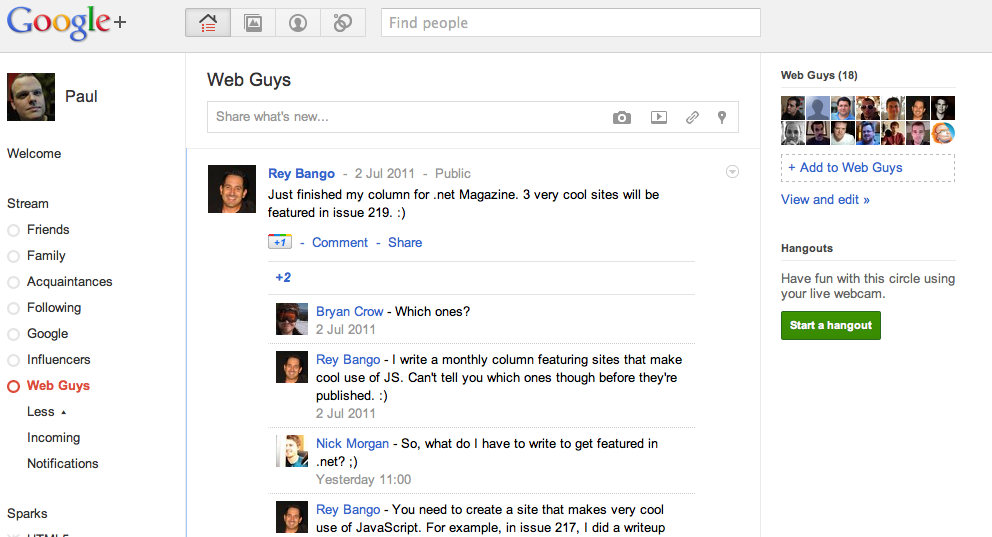 Google+
Find people
Paul
Welcome
Stream
Friends
Family
Acquaintances
Following
Google
Influencers
Web Guys
Less
Incoming
Notifications
Sparks
HTML5
Web Guys
Share what's new...
Rey Bango - 2 Jul 2011 - Public
Just finished my column for .net Magazine. 3 very cool sites will be
featured in issue 219. :)
+1 - Comment - Share
+2
Bryan Crow - Which ones?
2 Jul 2011
Rey Bango - I write a monthly column featuring sites that make
cool use of JS. Can't tell you which ones though before they're
published. :)
2 Jul 2011
Nick Morgan - So, what do I have to write to get featured in
.net? ;)
Yesterday 11:00
Rey Bango - You need to create a site that makes very cool
use of JavaScript. For example, in issue 217, I did a writeup
Web Guys (18)
+ Add to Web Guys
View and edit »
Hangouts
Have fun with this circle using
your live webcam.
Start a hangout